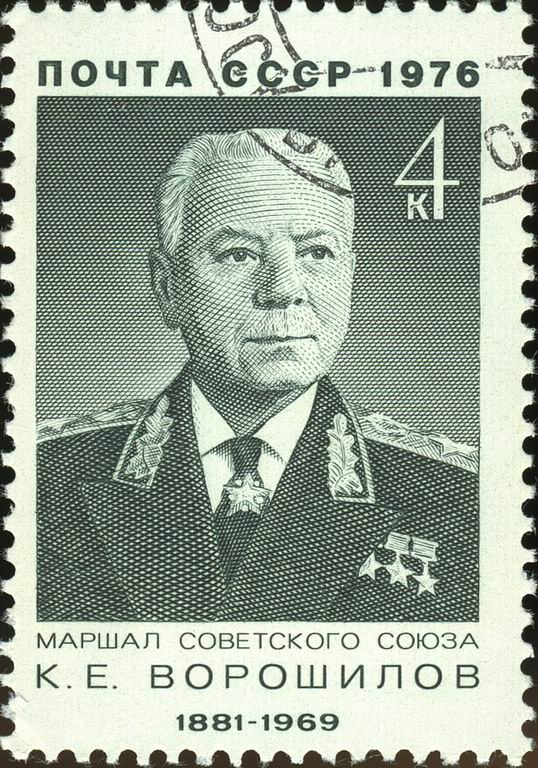 ПОЧТА СССР 1976
4
К
МАРШАЛ СОВЕТСКОГО СОЮЗА
К. Е. ВОРОШИЛОВ
1881-1969